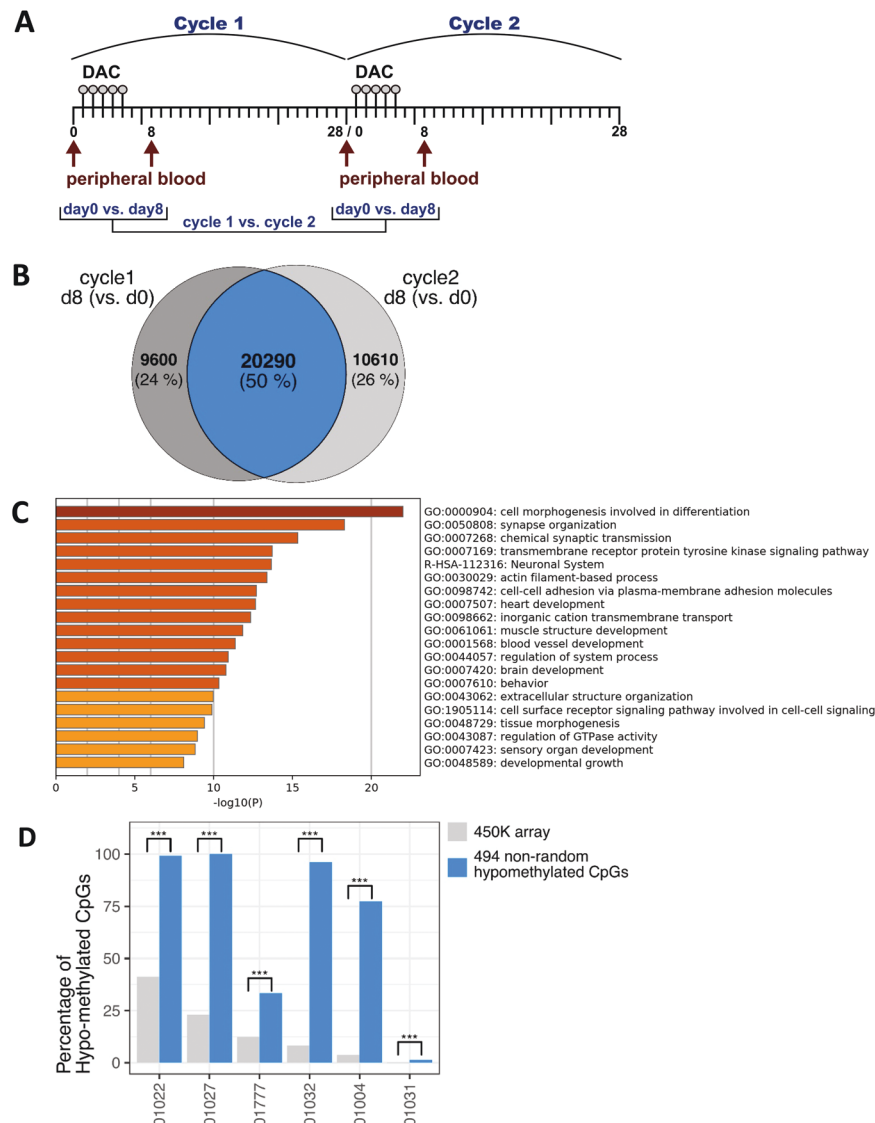 A
Cycle 1 Cycle 2
DAC DAC
0 8 28 / 0 8 28
peripheral blood peripheral blood
day0 vs. day8 day0 vs. day8
cycle 1 vs. cycle 2
B
cycle1 cycle2
d8 (vs. d0) d8 (vs. d0)
9600 20290 10610
(24 %) (50 %) (26 %)
C
GO:0000904: cell morphogenesis involved in differentiation
GO:0050808: synapse organization
GO:0007268: chemical synaptic transmission
GO:0007169: transmembrane receptor protein tyrosine kinase signaling pathway
R-HSA-112316: Neuronal System
GO:0030029: actin filament-based process
GO:0098742: cell-cell adhesion via plasma-membrane adhesion molecules
GO:0007507: heart development
GO:0098662: inorganic cation transmembrane transport
GO:0061061: muscle structure development
GO:0001568: blood vessel development
GO:0044057: regulation of system process
GO:0007420: brain development
GO:0007610: behavior
GO:0043062: extracellular structure organization
GO:1905114: cell surface receptor signaling pathway involved in cell-cell signaling
GO:0048729: tissue morphogenesis
GO:0043087: regulation of GTPase activity
GO:0007423: sensory organ development
GO:0048589: developmental growth
0 5 10 15 20
-log10(P)
D
450K array
494 non-random
hypomethylated CpGs
Percentage of
Hypo-methylated CpGs
100
75
50
25
0
*** *** *** *** *** ***
01022 01027 01777 01032 01004 01031